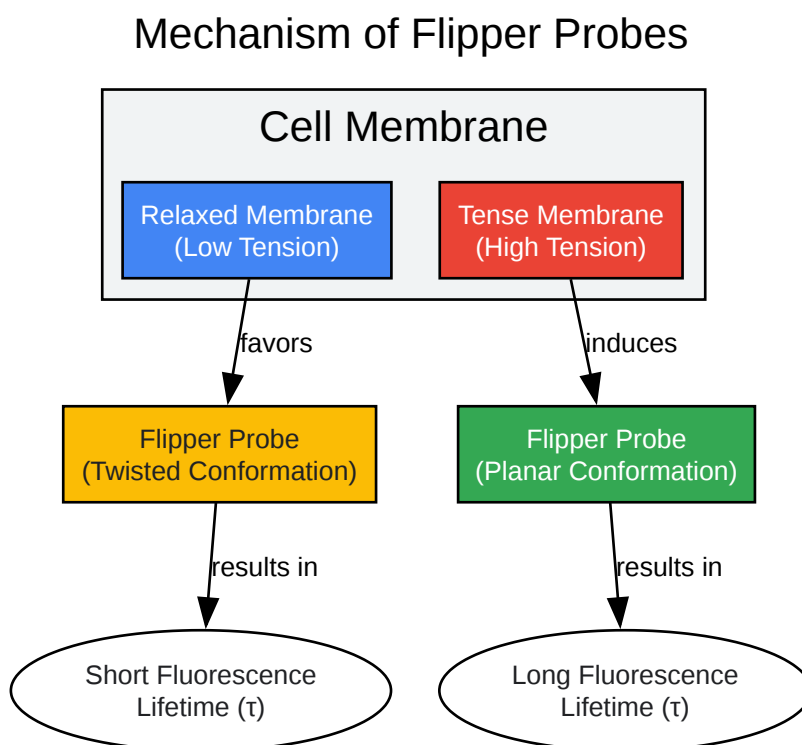 Mechanism of Flipper Probes
Cell Membrane
Relaxed Membrane
(Low Tension)
Tense Membrane
(High Tension)
favors
induces
Flipper Probe
(Twisted Conformation)
Flipper Probe
(Planar Conformation)
results in
results in
Short Fluorescence
Lifetime (τ)
Long Fluorescence
Lifetime (τ)